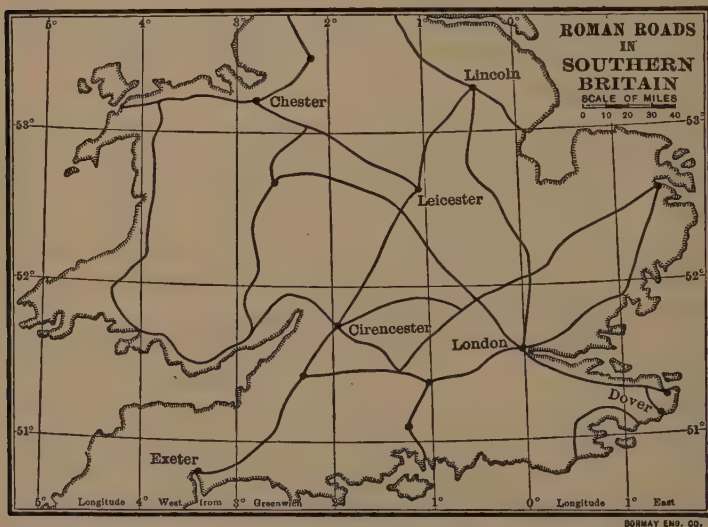 5° 4° 3° 2° 1° 0°
ROMAN ROADS
IN
SOUTHERN
BRITAIN
SCALE OF MILES
0 10 20 30 40
Lincoln
Chester
53° 53°
Leicester
52° 52°
Cirencester
London
Dover
51° 51°
Exeter
5° Longitude 4° West from 3° Greenwich 2° 1° 0° Longitude 1° East
BORMAY ENG. CO.